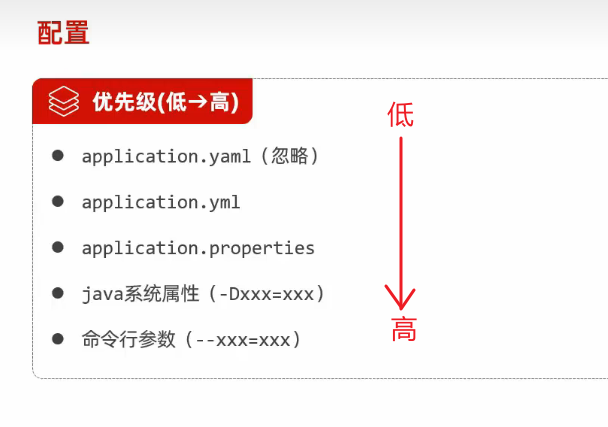 配置
优先级(低→高)
低
application.yaml（忽略）
application.yml
application.properties
java系统属性（-Dxxx=xxx）
高
命令行参数（--xxx=xxx）